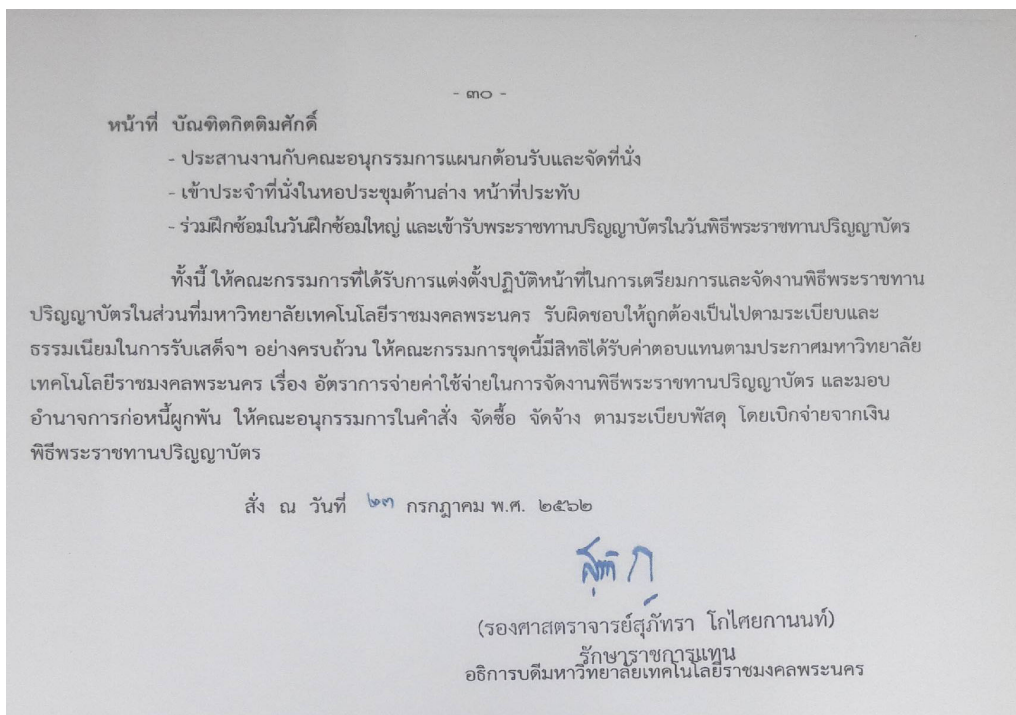 - ๓๐ -
หน้าที่ บัณฑิตกิตติมศักดิ์
- ประสานงานกับคณะอนุกรรมการแผนกต้อนรับและจัดที่นั่ง
- เข้าประจำที่นั่งในหอประชุมด้านล่าง หน้าที่ประทับ
- ร่วมฝึกซ้อมในวันฝึกซ้อมใหญ่ และเข้ารับพระราชทานปริญญาบัตรในวันพิธีพระราชทานปริญญาบัตร
ทั้งนี้ ให้คณะกรรมการที่ได้รับการแต่งตั้งปฏิบัติหน้าที่ในการเตรียมการและจัดงานพิธีพระราชทาน
ปริญญาบัตรในส่วนที่มหาวิทยาลัยเทคโนโลยีราชมงคลพระนคร รับผิดชอบให้ถูกต้องเป็นไปตามระเบียบและ
ธรรมเนียมในการรับเสด็จฯ อย่างครบถ้วน ให้คณะกรรมการชุดนี้มีสิทธิได้รับค่าตอบแทนตามประกาศมหาวิทยาลัย
เทคโนโลยีราชมงคลพระนคร เรื่อง อัตราการจ่ายค่าใช้จ่ายในการจัดงานพิธีพระราชทานปริญญาบัตร และมอบ
อำนาจการก่อหนี้ผูกพัน ให้คณะอนุกรรมการในคำสั่ง จัดซื้อ จัดจ้าง ตามระเบียบพัสดุ โดยเบิกจ่ายจากเงิน
พิธีพระราชทานปริญญาบัตร
สั่ง ณ วันที่ ๒๓ กรกฎาคม พ.ศ. ๒๕๖๒
(รองศาสตราจารย์สุภัทรา โกไศยกานนท์)
รักษาราชการแทน
อธิการบดีมหาวิทยาลัยเทคโนโลยีราชมงคลพระนคร